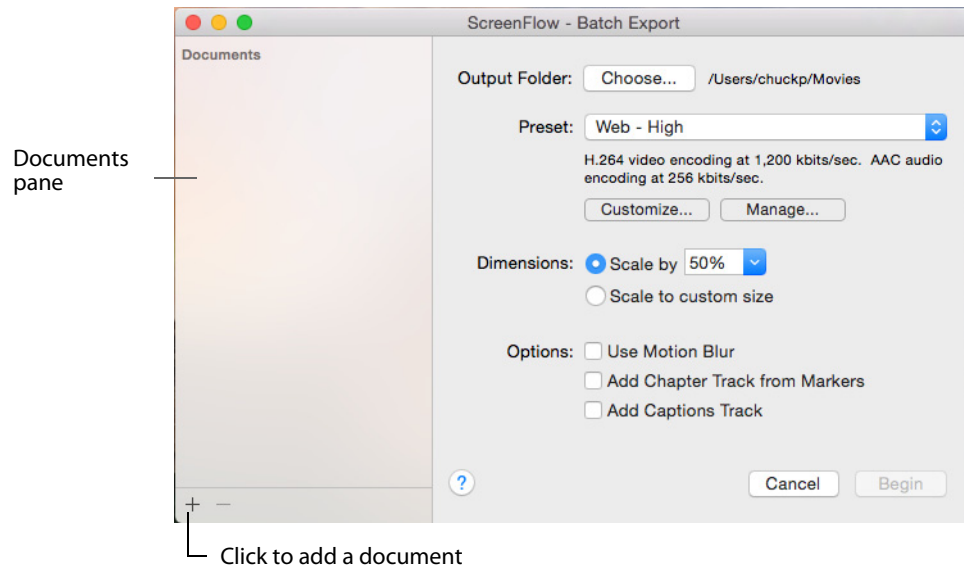 ScreenFlow - Batch Export
Documents
Output Folder: Choose... /Users/chuckp/Movies
Preset: Web - High
H.264 video encoding at 1,200 kbits/sec. AAC audio
encoding at 256 kbits/sec.
Customize... Manage...
Documents
pane
Dimensions: Scale by 50%
Scale to custom size
Options: Use Motion Blur
Add Chapter Track from Markers
Add Captions Track
? Cancel Begin
+ −
Click to add a document